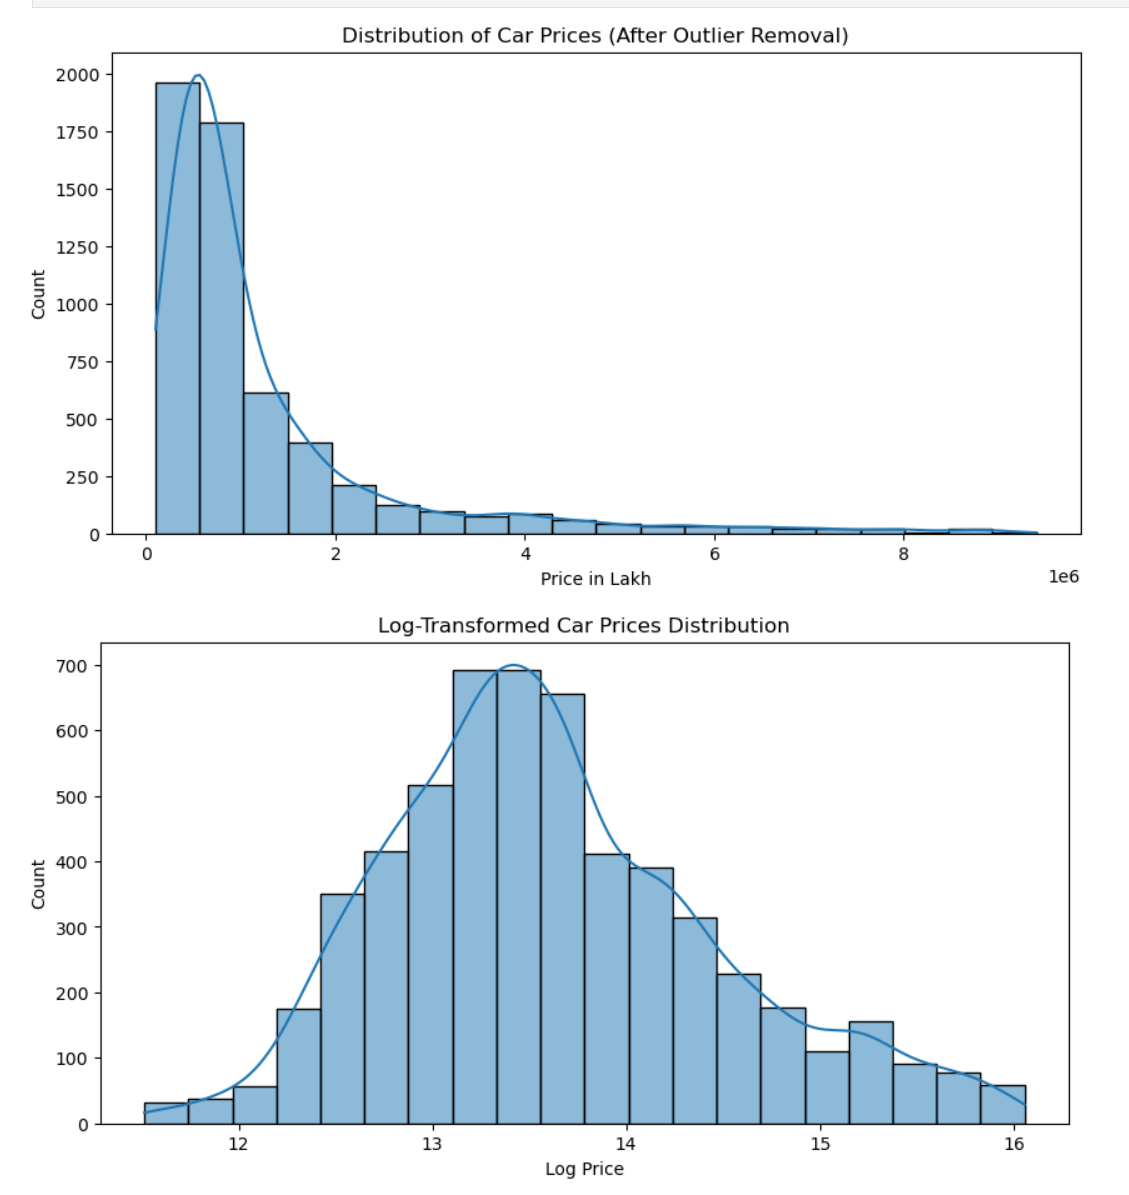 Distribution of Car Prices (After Outlier Removal)
2000
1750
1500
1250
1000
750
500
250
0
Count
0 2 4 6 8
1e6
Price in Lakh
Log-Transformed Car Prices Distribution
700
600
500
400
300
200
100
0
Count
12 13 14 15 16
Log Price